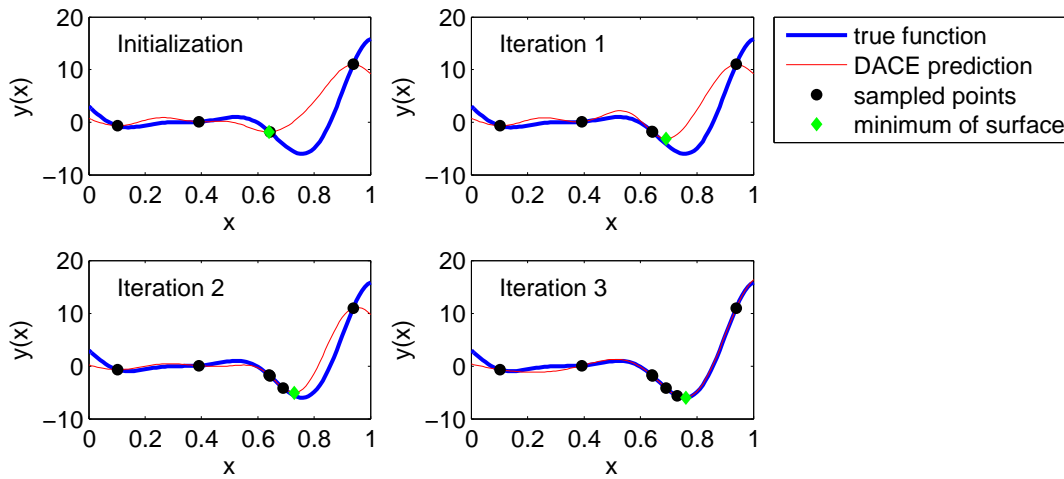 Initialization
20
10
0
−10
y(x)
0 0.2 0.4 0.6 0.8 1
x
Iteration 1
20
10
0
−10
y(x)
0 0.2 0.4 0.6 0.8 1
x
true function
DACE prediction
sampled points
minimum of surface
Iteration 2
20
10
0
−10
y(x)
0 0.2 0.4 0.6 0.8 1
x
Iteration 3
20
10
0
−10
y(x)
0 0.2 0.4 0.6 0.8 1
x